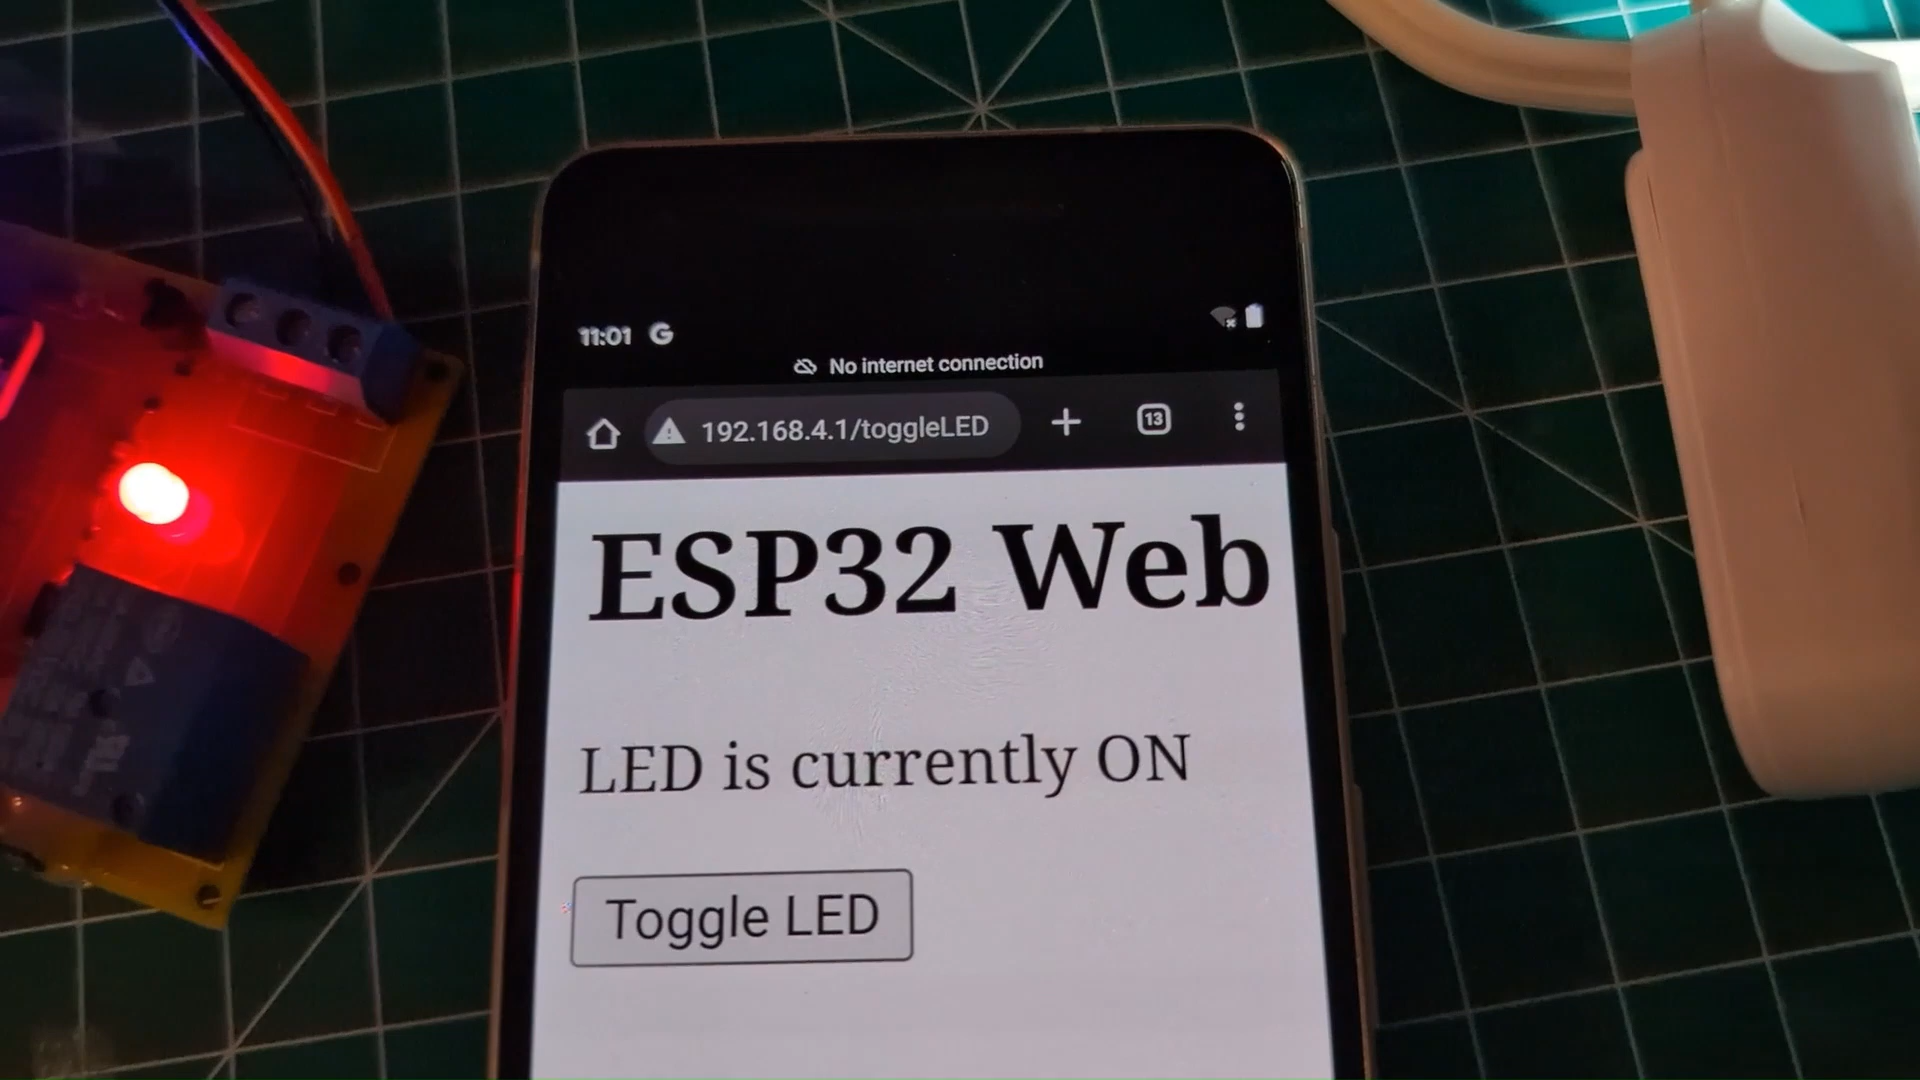 11:01 G
No internet connection
192.168.4.1/toggleLED
13
ESP32 Web
LED is currently ON
Toggle LED